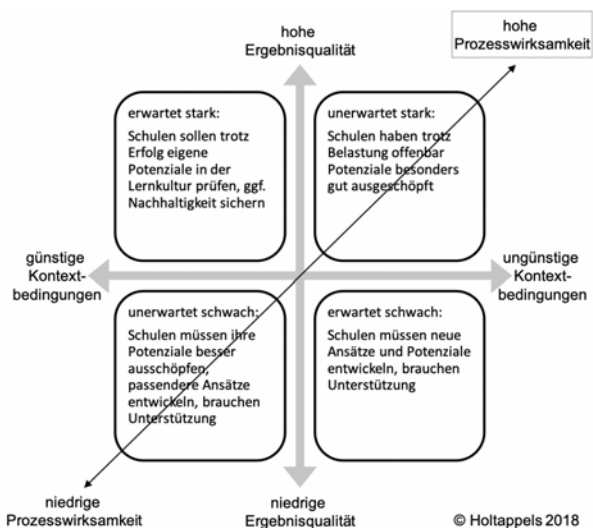 hohe
Ergebnisqualität
hohe
Prozesswirksamkeit
erwartet stark:
Schulen sollen trotz
Erfolg eigene
Potenziale in der
Lernkultur prüfen, ggf.
Nachhaltigkeit sichern
unerwartet stark:
Schulen haben trotz
Belastung offenbar
Potenziale besonders
gut ausgeschöpft
günstige
Kontext-
bedingungen
ungünstige
Kontext-
bedingungen
unerwartet schwach:
Schulen müssen ihre
Potenziale besser
ausschöpfen,
passendere Ansätze
entwickeln, brauchen
Unterstützung
erwartet schwach:
Schulen müssen neue
Ansätze und Potenziale
entwickeln, brauchen
Unterstützung
niedrige
Prozesswirksamkeit
niedrige
Ergebnisqualität
© Holtappels 2018